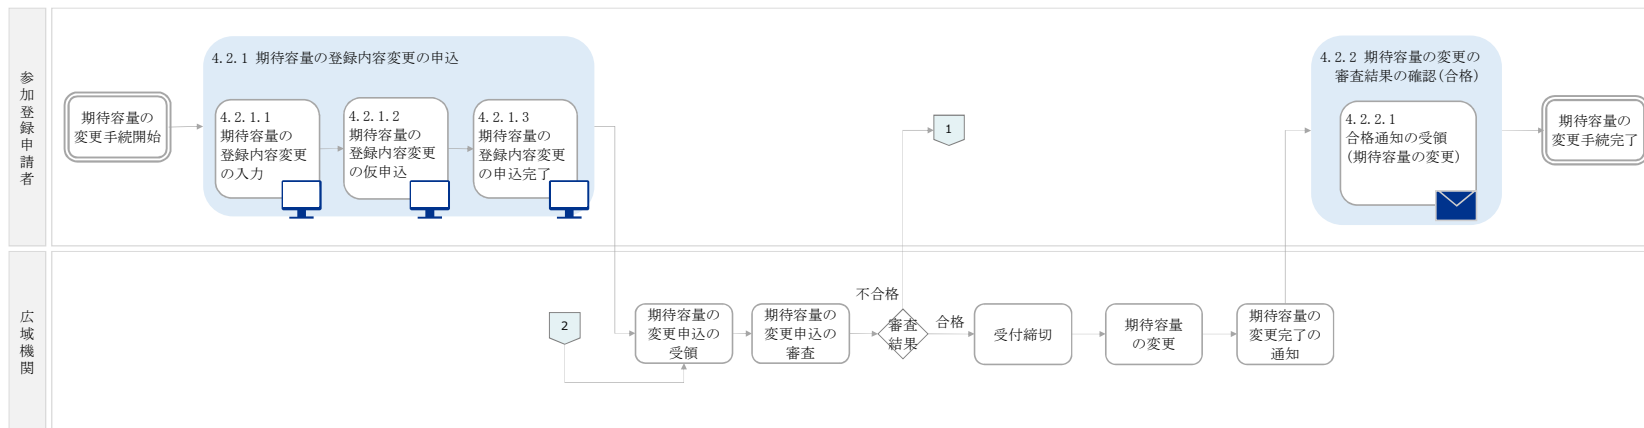 参加登録申請者
期待容量の
変更手続開始
4.2.1 期待容量の登録内容変更の申込
4.2.1.1
期待容量の
登録内容変更
の入力
4.2.1.2
期待容量の
登録内容変更
の仮申込
4.2.1.3
期待容量の
登録内容変更
の申込完了
1
4.2.2 期待容量の変更の
審査結果の確認(合格)
4.2.2.1
合格通知の受領
(期待容量の変更)
期待容量の
変更手続完了
広域機関
2
期待容量の
変更申込の
受領
期待容量の
変更申込の
審査
不合格
審査
結果
合格
受付締切
期待容量
の変更
期待容量の
変更完了の
通知